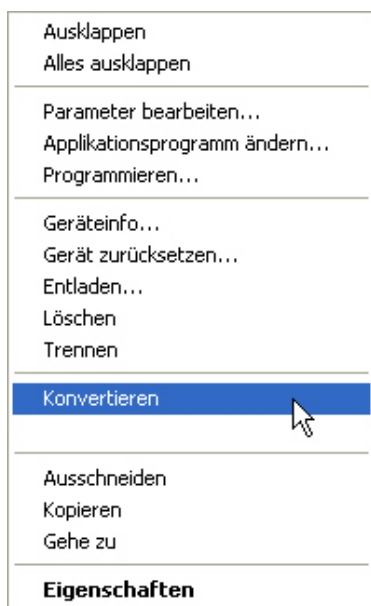 Ausklappen
Alles ausklappen
Parameter bearbeiten...
Applikationsprogramm ändern...
Programmieren...
Geräteinfo...
Gerät zurücksetzen...
Entladen...
Löschen
Trennen
Konvertieren
Ausschneiden
Kopieren
Gehe zu
Eigenschaften